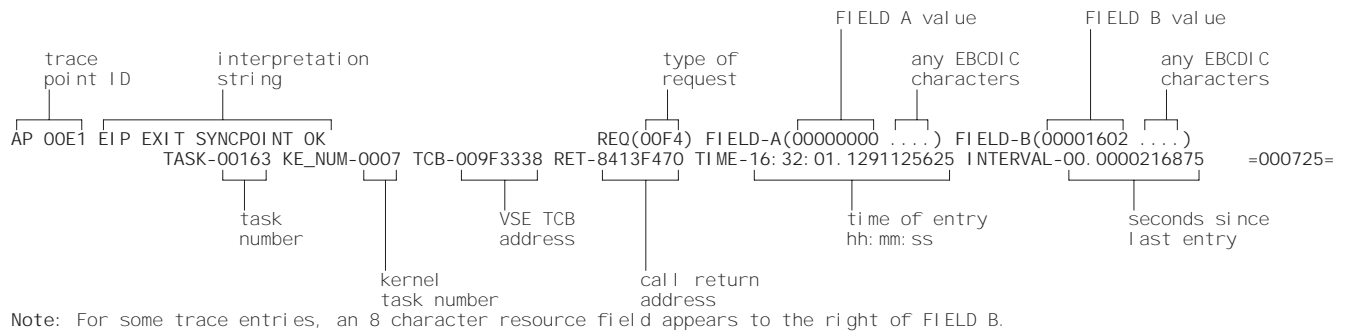 FIELD A value FIELD B value
trace interpretation type of any EBCDIC any EBCDIC
point ID string request characters characters
AP 00E1 EIP EXIT SYNCPOINT OK REQ(00F4) FIELD-A(00000000 ....) FIELD-B(00001602 ....)
TASK-00163 KE_NUM-0007 TCB-009F3338 RET-8413F470 TIME-16:32:01.1291125625 INTERVAL-00.0000216875 =000725=
task VSE TCB time of entry seconds since
number address hh:mm:ss last entry
kernel call return
task number address
Note: For some trace entries, an 8 character resource field appears to the right of FIELD B.